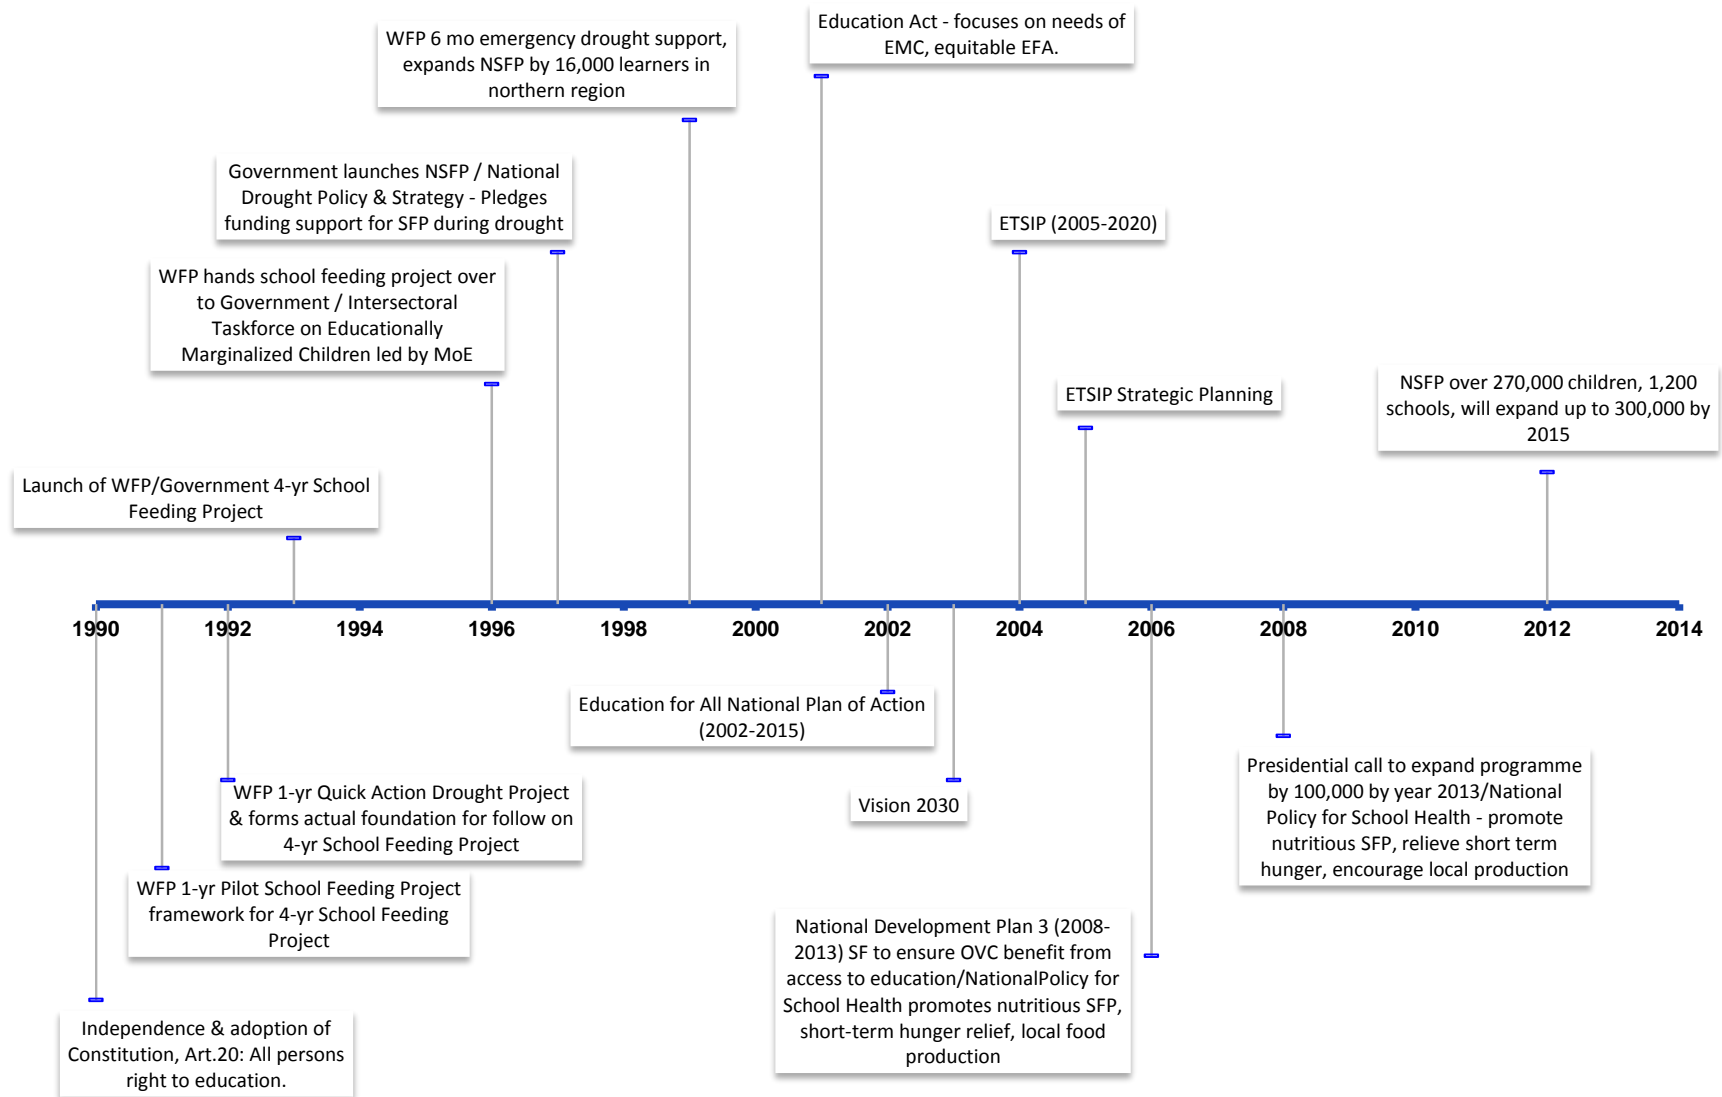 Education Act - focuses on needs of
EMC, equitable EFA.
WFP 6 mo emergency drought support,
expands NSFP by 16,000 learners in
northern region
Government launches NSFP / National
Drought Policy & Strategy - Pledges
funding support for SFP during drought
ETSIP (2005-2020)
WFP hands school feeding project over
to Government / Intersectoral
Taskforce on Educationally
Marginalized Children led by MoE
ETSIP Strategic Planning
NSFP over 270,000 children, 1,200
schools, will expand up to 300,000 by
2015
Launch of WFP/Government 4-yr School
Feeding Project
1990 1992 1994 1996 1998 2000 2002 2004 2006 2008 2010 2012 2014
Education for All National Plan of Action
(2002-2015)
Vision 2030
WFP 1-yr Quick Action Drought Project
& forms actual foundation for follow on
4-yr School Feeding Project
Presidential call to expand programme
by 100,000 by year 2013/National
Policy for School Health - promote
nutritious SFP, relieve short term
hunger, encourage local production
WFP 1-yr Pilot School Feeding Project
framework for 4-yr School Feeding
Project
National Development Plan 3 (2008-
2013) SF to ensure OVC benefit from
access to education/NationalPolicy for
School Health promotes nutritious SFP,
short-term hunger relief, local food
production
Independence & adoption of
Constitution, Art.20: All persons
right to education.